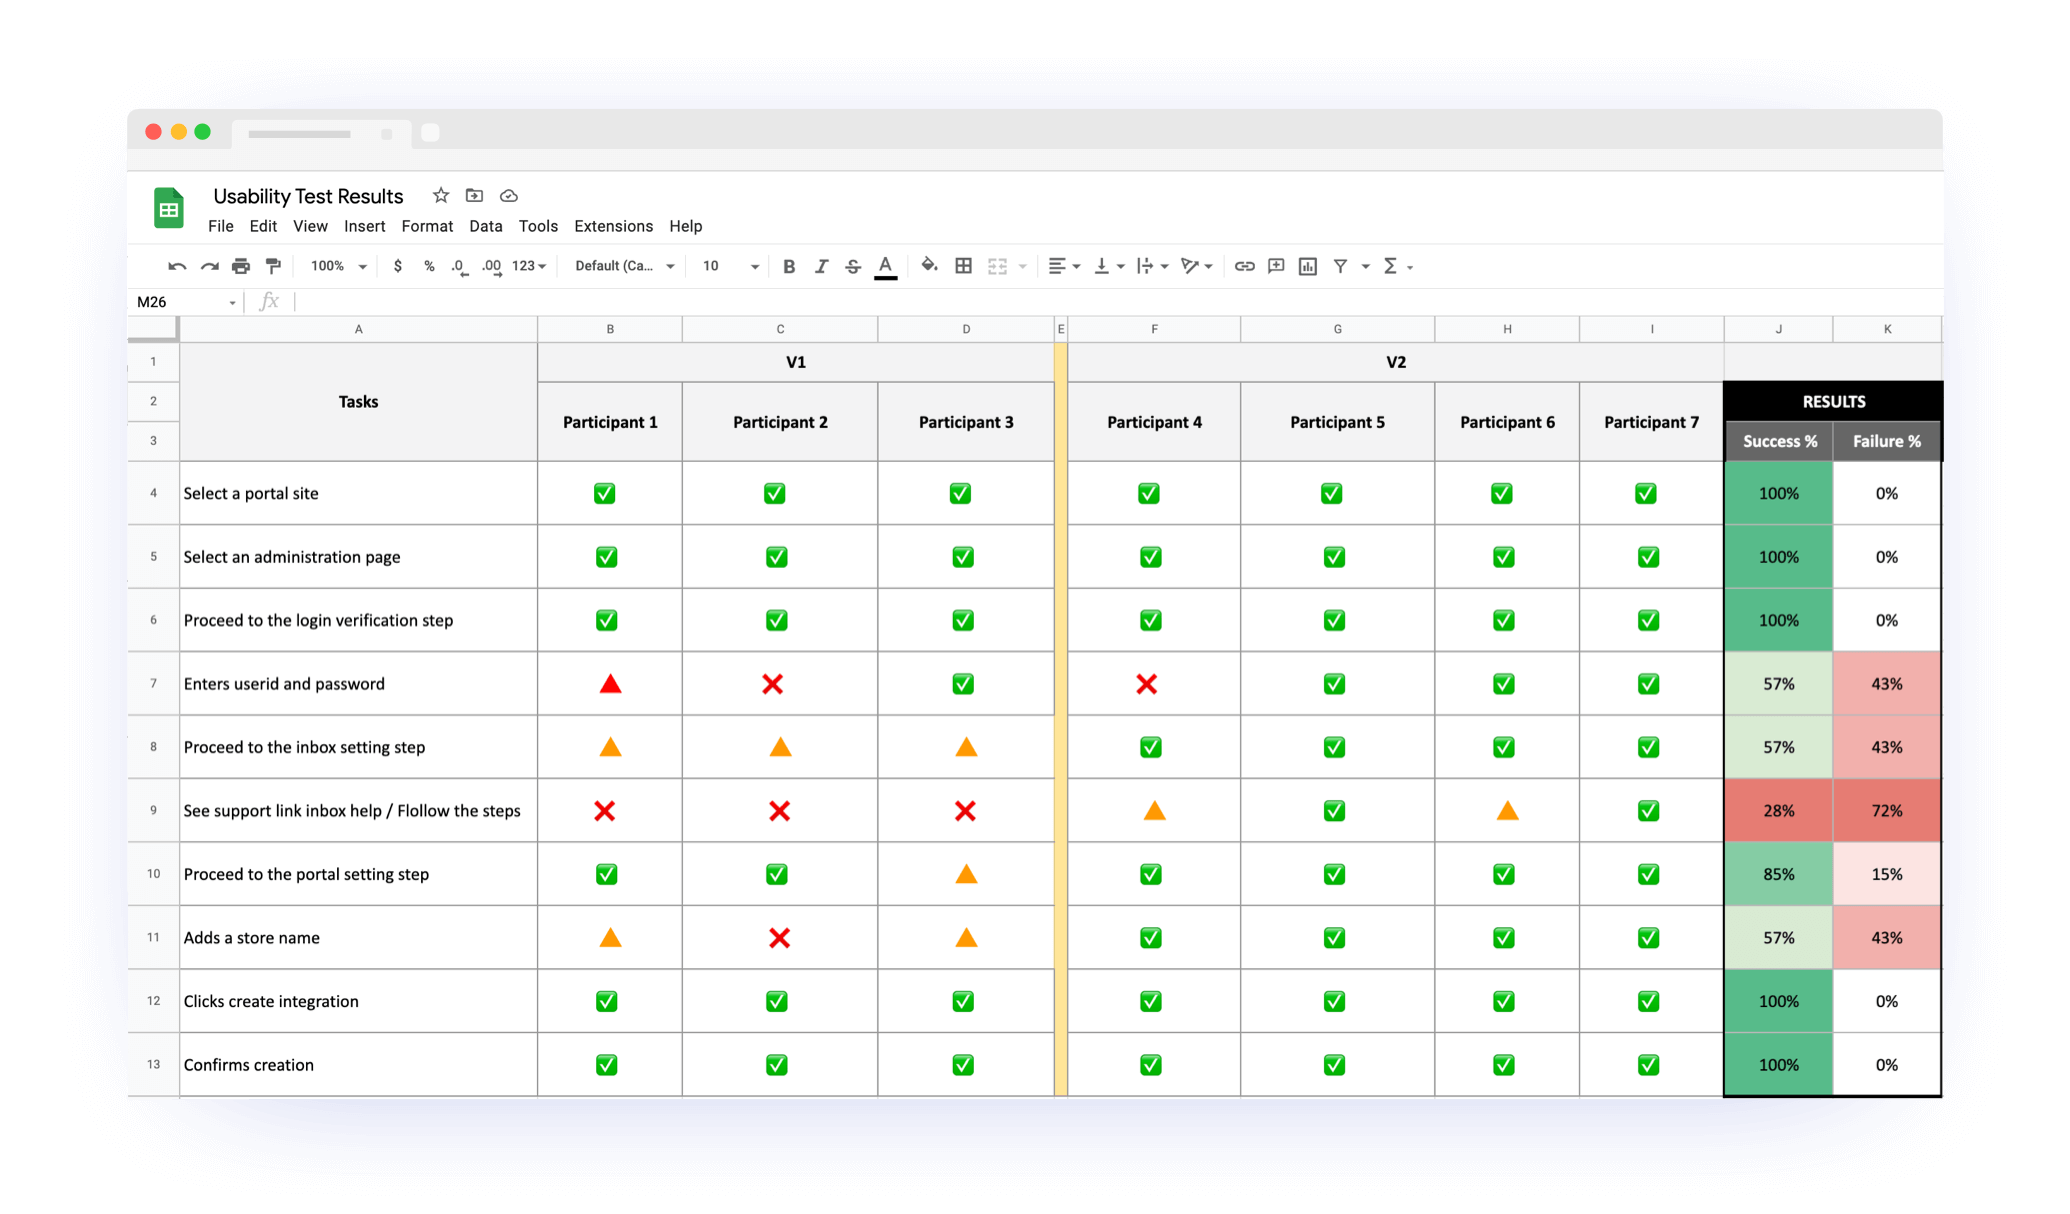 Usability Test Results
File Edit View Insert Format Data Tools Extensions Help
100% $ % .0 .00 123 Default (Ca... 10 B I S A
M26 fx
A B C D E F G H I J K
1 V1 V2
2 Tasks Participant 1 Participant 2 Participant 3 Participant 4 Participant 5 Participant 6 Participant 7 RESULTS
3 Success % Failure %
4 Select a portal site 100% 0%
5 Select an administration page 100% 0%
6 Proceed to the login verification step 100% 0%
7 Enters userid and password 57% 43%
8 Proceed to the inbox setting step 57% 43%
9 See support link inbox help / Flollow the steps 28% 72%
10 Proceed to the portal setting step 85% 15%
11 Adds a store name 57% 43%
12 Clicks create integration 100% 0%
13 Confirms creation 100% 0%